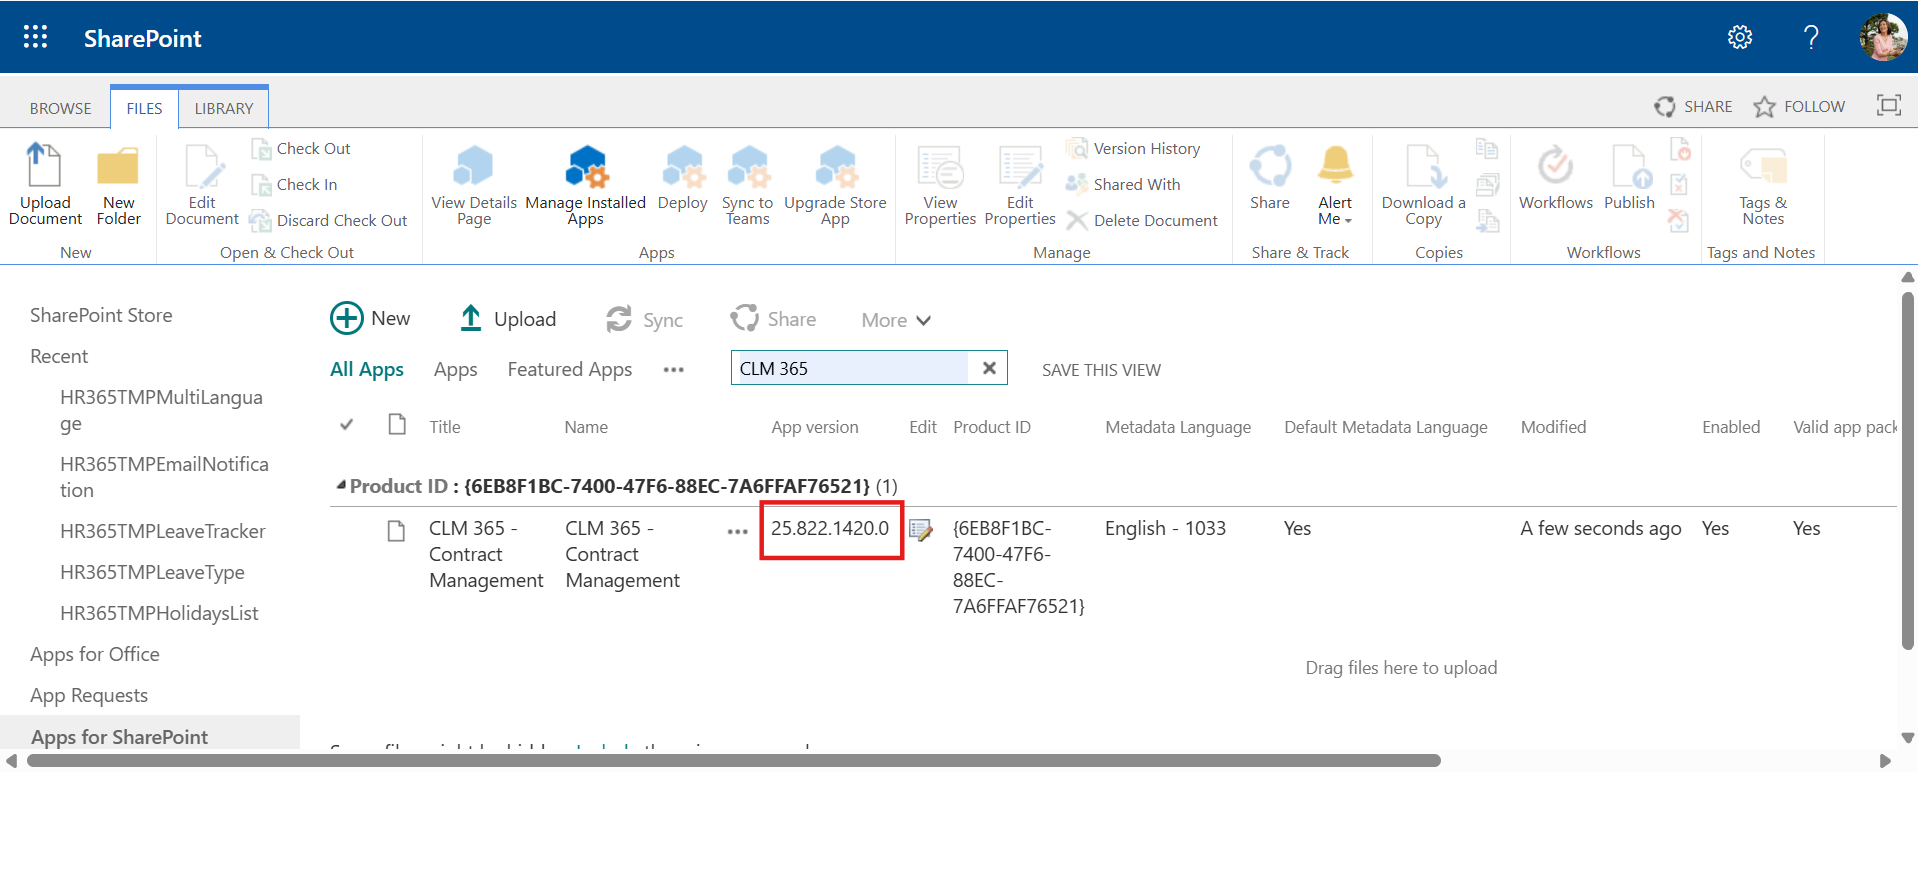 SharePoint
BROWSE FILES LIBRARY SHARE FOLLOW
Upload Document
New Folder
New
Edit Document
Check Out
Check In
Discard Check Out
Open & Check Out
View Details Page
Manage Installed Apps
Deploy
Sync to Teams
Upgrade Store App
Apps
View Properties
Edit Properties
Version History
Shared With
Delete Document
Manage
Share
Alert Me
Share & Track
Download a Copy
Copies
Workflows
Publish
Workflows
Tags & Notes
Tags and Notes
SharePoint Store
Recent
HR365TMPMultiLangua
ge
HR365TMPEmailNotifica
tion
HR365TMPLeaveTracker
HR365TMPLeaveType
HR365TMPHolidaysList
Apps for Office
App Requests
Apps for SharePoint
New Upload Sync Share More
All Apps Apps Featured Apps ••• CLM 365 SAVE THIS VIEW
Title Name App version Edit Product ID Metadata Language Default Metadata Language Modified Enabled Valid app pack
Product ID : {6EB8F1BC-7400-47F6-88EC-7A6FFAF76521} (1)
CLM 365 -
Contract
Management
CLM 365 -
Contract
Management
•••
25.822.1420.0
{6EB8F1BC-
7400-47F6-
88EC-
7A6FFAF76521}
English - 1033
Yes
A few seconds ago
Yes
Yes
Drag files here to upload